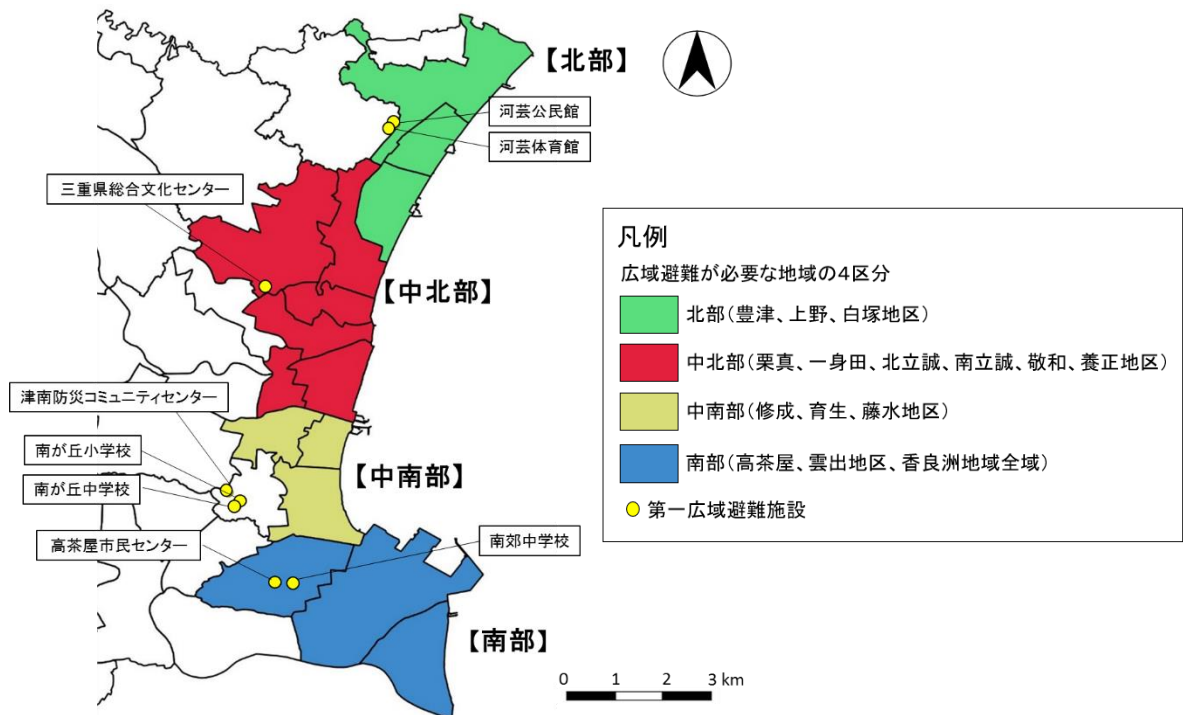 【北部】
河芸公民館
河芸体育館
三重県総合文化センター
【中北部】
津南防災コミュニティセンター
南が丘小学校
南が丘中学校
【中南部】
高茶屋市民センター
南郊中学校
【南部】
0 1 2 3 km
凡例
広域避難が必要な地域の4区分
北部(豊津、上野、白塚地区)
中北部(栗真、一身田、北立誠、南立誠、敬和、養正地区)
中南部(修成、育生、藤水地区)
南部(高茶屋、雲出地区、香良洲地域全域)
第一広域避難施設